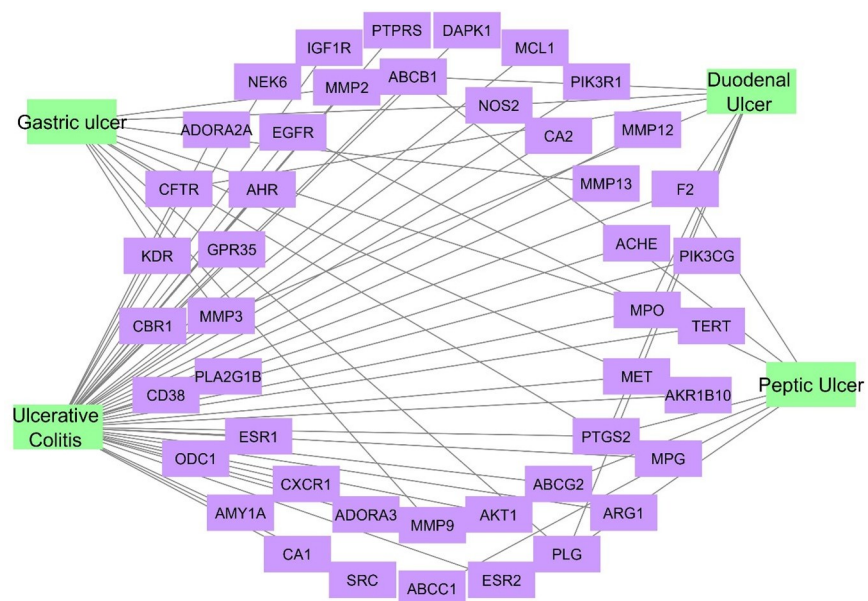 PTPRS
DAPK1
IGF1R
MCL1
NEK6
MMP2
ABCB1
PIK3R1
Duodenal
Ulcer
Gastric ulcer
NOS2
ADORA2A
EGFR
CA2
MMP12
CFTR
AHR
MMP13
F2
KDR
GPR35
ACHE
PIK3CG
CBR1
MMP3
MPO
TERT
CD38
PLA2G1B
MET
AKR1B10
Peptic Ulcer
Ulcerative
Colitis
ESR1
PTGS2
ODC1
MPG
CXCR1
ABCG2
AMY1A
ADORA3
MMP9
AKT1
ARG1
CA1
PLG
SRC
ABCC1
ESR2